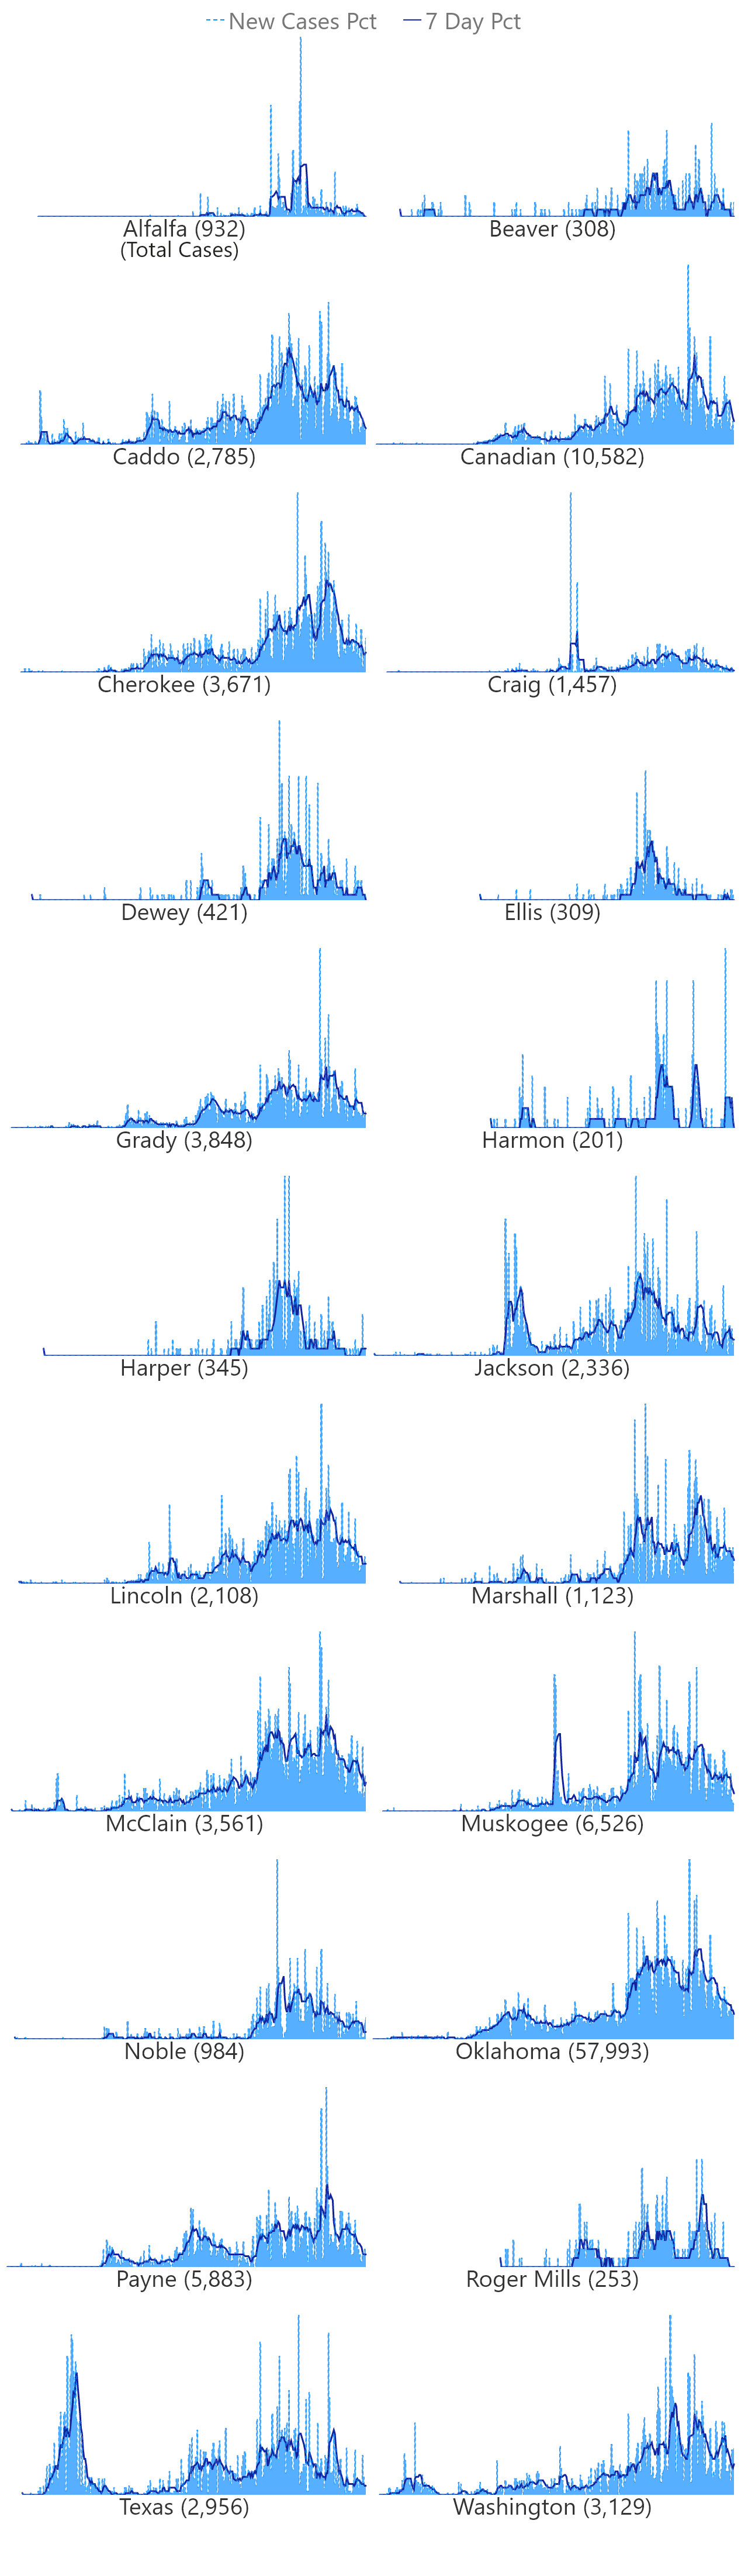 New Cases Pct 7 Day Pct
Alfalfa (932) Beaver (308)
(Total Cases)
Caddo (2,785) Canadian (10,582)
Cherokee (3,671) Craig (1,457)
Dewey (421) Ellis (309)
Grady (3,848) Harmon (201)
Harper (345) Jackson (2,336)
Lincoln (2,108) Marshall (1,123)
McClain (3,561) Muskogee (6,526)
Noble (984) Oklahoma (57,993)
Payne (5,883) Roger Mills (253)
Texas (2,956) Washington (3,129)